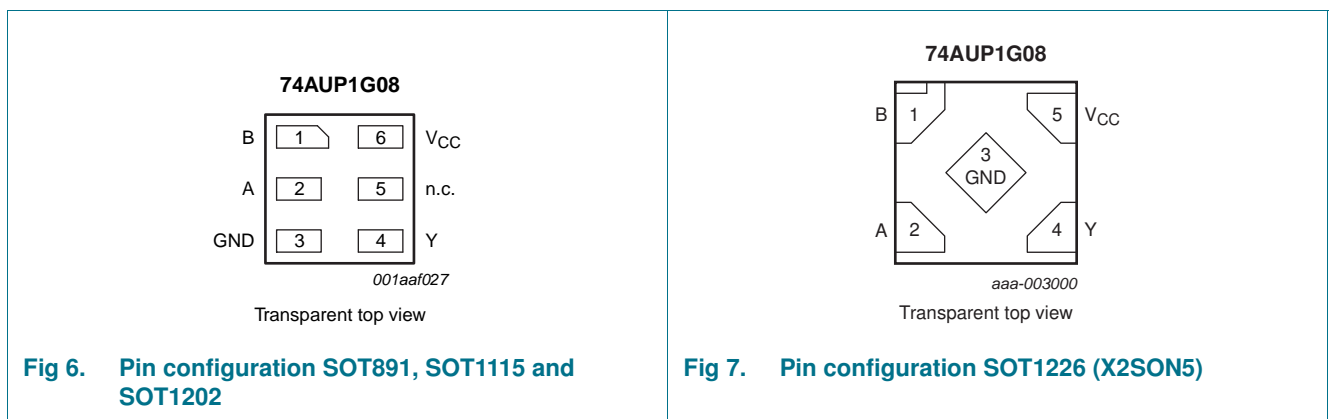 74AUP1G08
B 1 6 VCC
A 2 5 n.c.
GND 3 4 Y
001aaf027
Transparent top view
Fig 6. Pin configuration SOT891, SOT1115 and
SOT1202
74AUP1G08
B 1 5 VCC
3
GND
A 2 4 Y
aaa-003000
Transparent top view
Fig 7. Pin configuration SOT1226 (X2SON5)